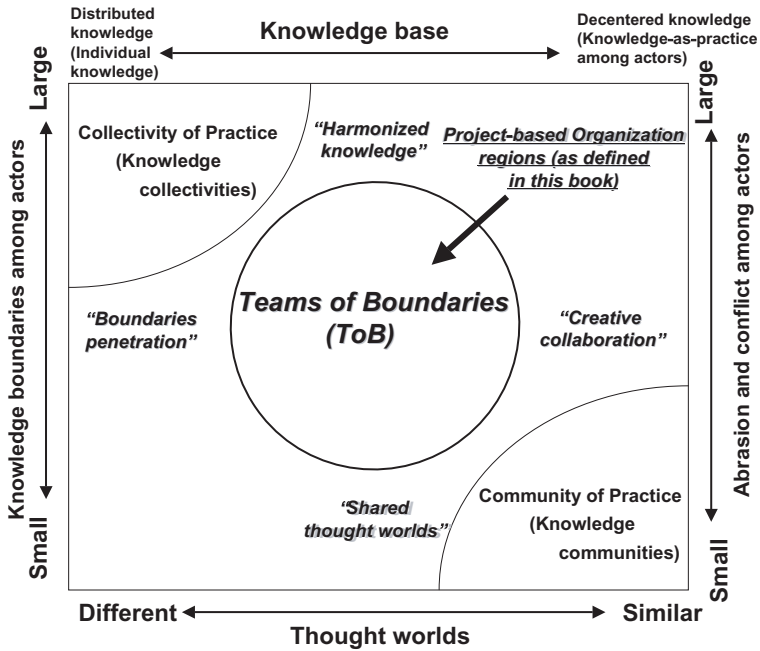 Distributed
knowledge
(Individual
knowledge)
Knowledge base
Decentered knowledge
(Knowledge-as-practice
among actors)
Large
Knowledge boundaries among actors
Small
Collectivity of Practice
(Knowledge
collectivities)
“Harmonized
knowledge”
Project-based Organization
regions (as defined
in this book)
Teams of Boundaries
(ToB)
“Boundaries
penetration”
“Creative
collaboration”
“Shared
thought worlds”
Community of Practice
(Knowledge
communities)
Large
Abrasion and conflict among actors
Small
Different
Similar
Thought worlds